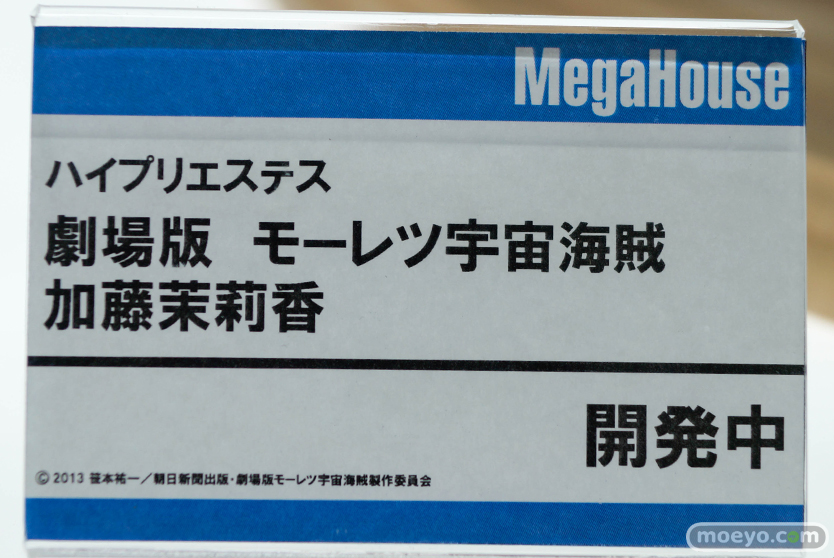 MegaHouse
ハイプリエステス
劇場版 モーレツ宇宙海賊
加藤茉莉香
開発中
©2013 笹本祐一／朝日新聞出版・劇場版モーレツ宇宙海賊製作委員会
moeyo.com